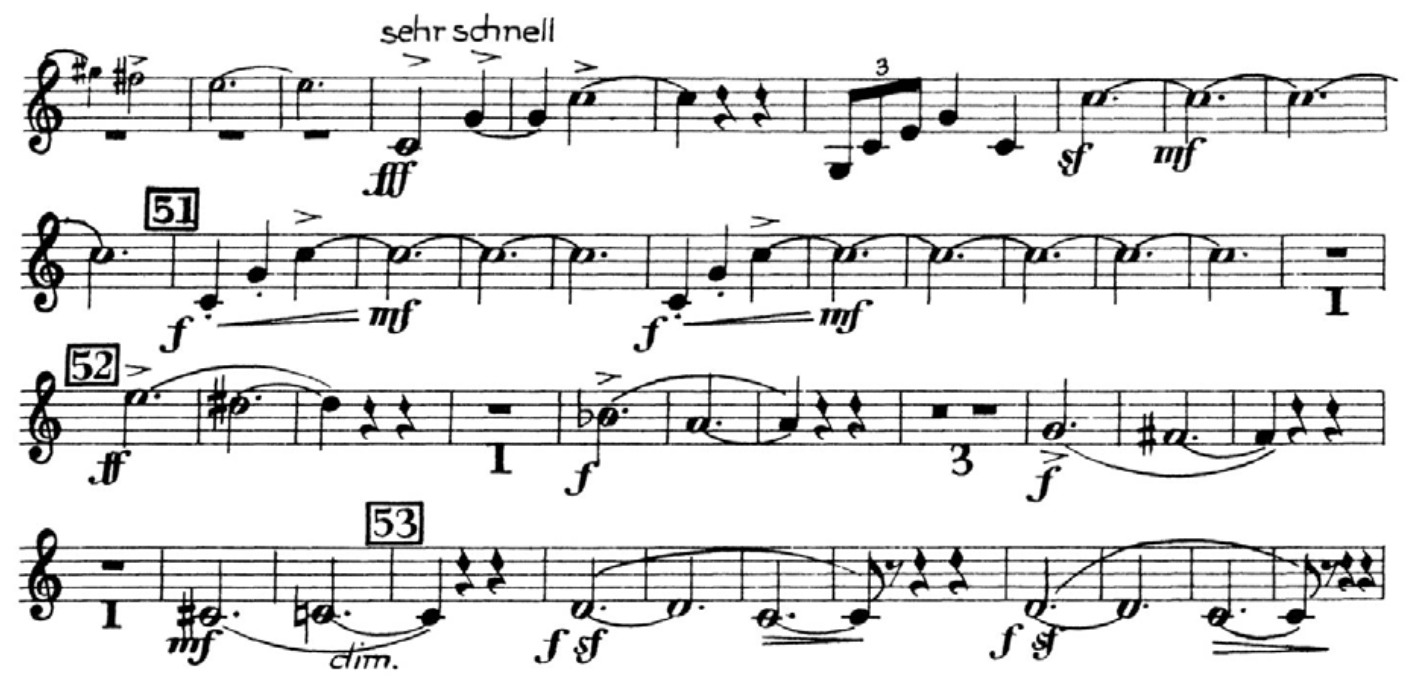 sehr schnell
fff 3 sf mf
51
f mf f mf 1
52
ff 1 f 3 f
53
1 mf dim. f sf f sf